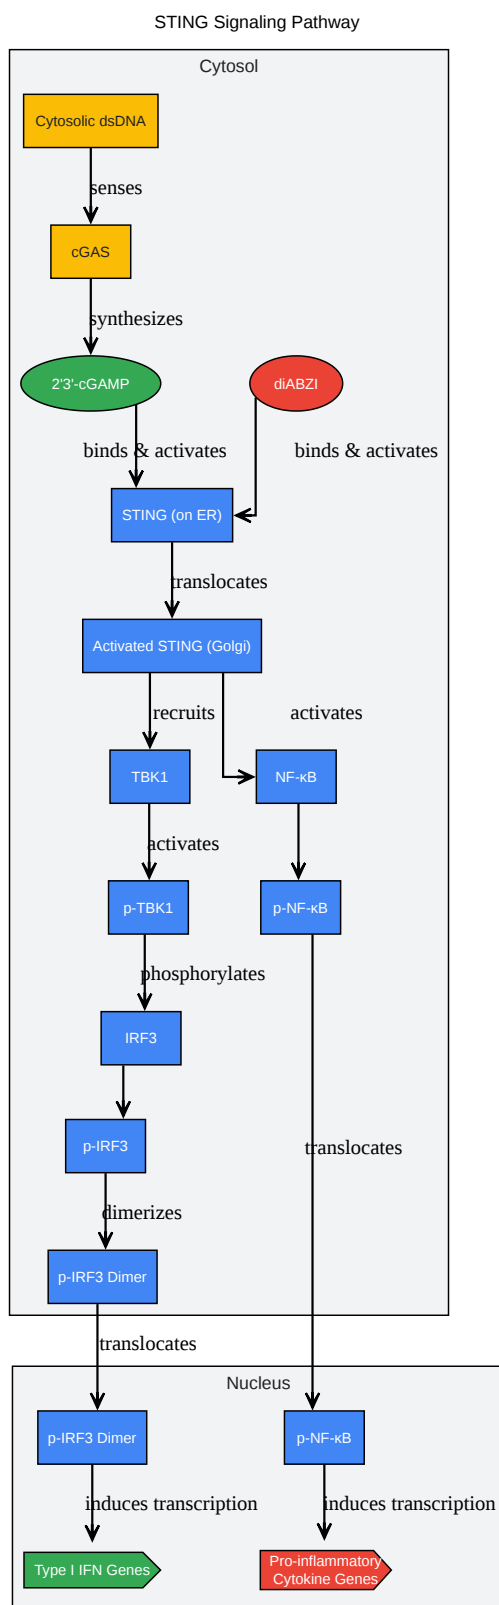 STING Signaling Pathway
Cytosol
Cytosolic dsDNA
senses
cGAS
synthesizes
2'3'-cGAMP
diABZI
binds & activates
binds & activates
STING (on ER)
translocates
Activated STING (Golgi)
recruits
activates
TBK1
NF-κB
activates
p-TBK1
p-NF-κB
phosphorylates
IRF3
p-IRF3
translocates
dimerizes
p-IRF3 Dimer
translocates
Nucleus
p-IRF3 Dimer
p-NF-κB
induces transcription
induces transcription
Type I IFN Genes
Pro-inflammatory
Cytokine Genes